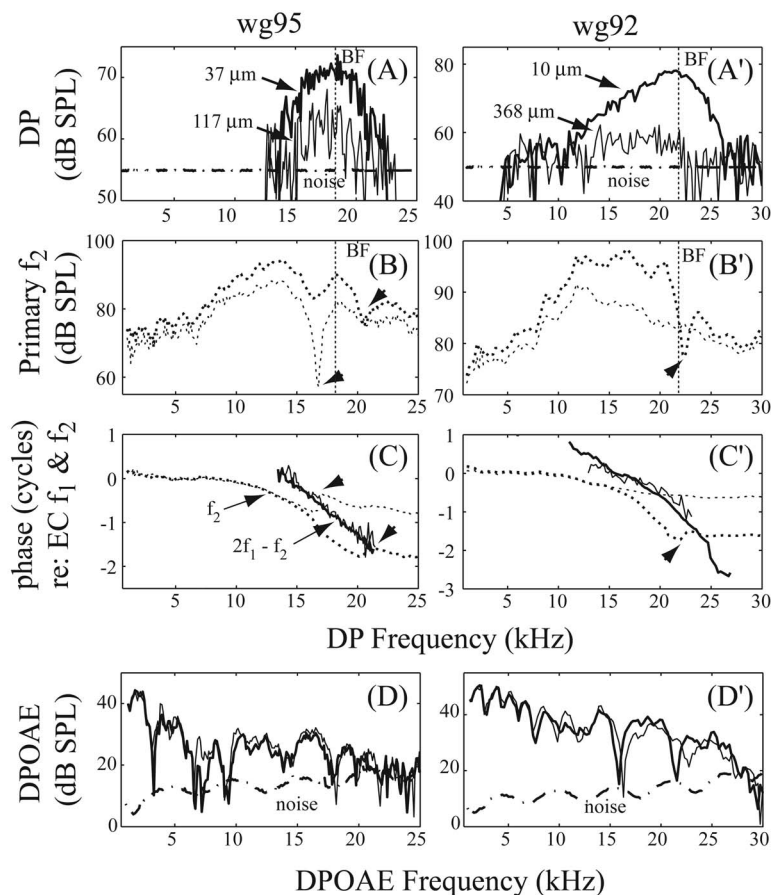 wg95
wg92
DP
(dB SPL)
70
60
50
5
10
15
20
25
37 μm
117 μm
noise
BF
(A)
80
60
40
5
10
15
20
25
30
10 μm
368 μm
noise
BF
(A')
Primary f2
(dB SPL)
100
80
60
5
10
15
20
25
BF
(B)
100
90
80
70
5
10
15
20
25
30
BF
(B')
phase (cycles)
re: EC f1 & f2
1
0
-1
-2
5
10
15
20
25
f2
2f1 - f2
(C)
1
0
-1
-2
-3
5
10
15
20
25
30
(C')
DP Frequency (kHz)
DPOAE
(dB SPL)
40
20
0
5
10
15
20
25
noise
(D)
40
20
0
5
10
15
20
25
30
noise
(D')
DPOAE Frequency (kHz)